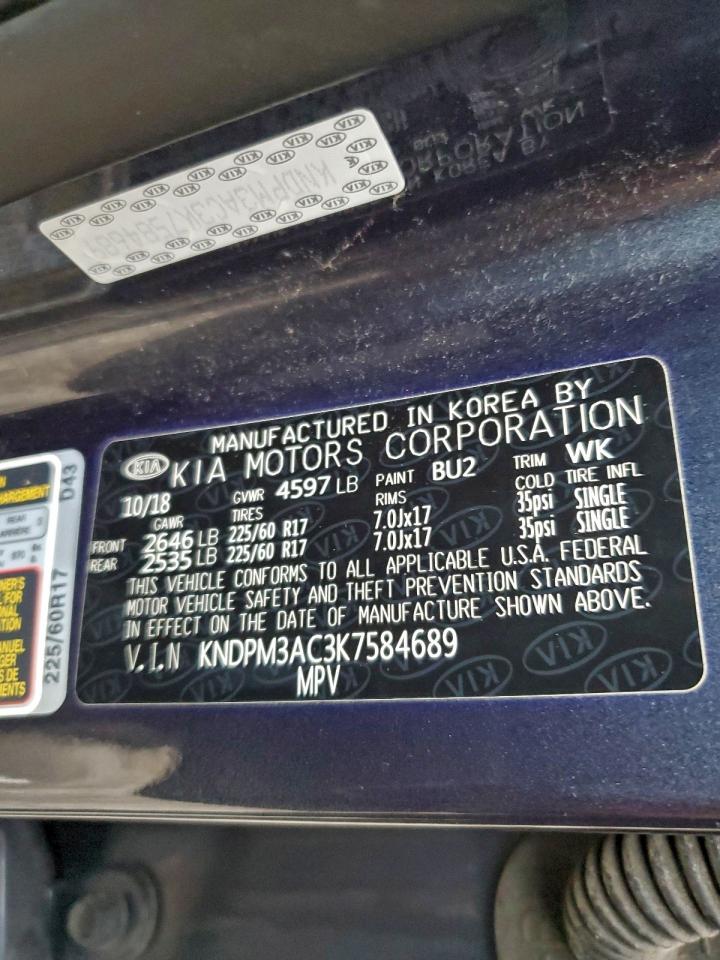 MANUFACTURED IN KOREA BY
KIA KIA MOTORS CORPORATION
10/18 GVWR 4597 LB PAINT BU2 TRIM WK
GAWR TIRES RIMS COLD TIRE INFL
FRONT 2646 LB 225/60 R17 7.0Jx17 35psi SINGLE
REAR 2535 LB 225/60 R17 7.0Jx17 35psi SINGLE
THIS VEHICLE CONFORMS TO ALL APPLICABLE U.S.A. FEDERAL
MOTOR VEHICLE SAFETY AND THEFT PREVENTION STANDARDS
IN EFFECT ON THE DATE OF MANUFACTURE SHOWN ABOVE.
V.I.N KNDPM3AC3K7584689
MPV
225/60R17 D43
HARGEMENT
REAR